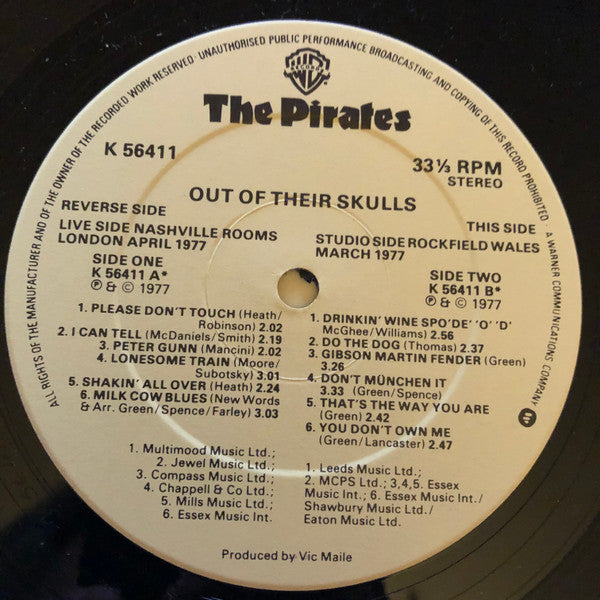 ALL RIGHTS OF THE MANUFACTURER AND OF THE OWNER OF THE RECORDED WORK RESERVED · UNAUTHORISED PUBLIC PERFORMANCE BROADCASTING AND COPYING OF THIS RECORD PROHIBITED · A WARNER COMMUNICATIONS COMPANY
RECORDS
The Pirates
K 56411
33⅓ RPM
STEREO
OUT OF THEIR SKULLS
REVERSE SIDE
LIVE SIDE NASHVILLE ROOMS
LONDON APRIL 1977
SIDE ONE
K 56411 A*
℗ & © 1977
1. PLEASE DON'T TOUCH (Heath/
Robinson) 2.02
2. I CAN TELL (McDaniels/Smith) 2.19
3. PETER GUNN (Mancini) 2.02
4. LONESOME TRAIN (Moore/
Subotsky) 3.01
5. SHAKIN' ALL OVER (Heath) 2.24
6. MILK COW BLUES (New Words
& Arr. Green/Spence/Farley) 3.03
1. Multimood Music Ltd.;
2. Jewel Music Ltd.;
3. Compass Music Ltd.;
4. Chappell & Co Ltd.;
5. Mills Music Ltd.;
6. Essex Music Int.
THIS SIDE
STUDIO SIDE ROCKFIELD WALES
MARCH 1977
SIDE TWO
K 56411 B*
℗ & © 1977
1. DRINKIN' WINE SPO'DE' 'O' 'D'
McGhee/Williams) 2.56
2. DO THE DOG (Thomas) 2.37
3. GIBSON MARTIN FENDER (Green)
3.26
4. DON'T MÜNCHEN IT
3.33 (Green/Spence)
5. THAT'S THE WAY YOU ARE
(Green) 2.42
6. YOU DON'T OWN ME
(Green/Lancaster) 2.47
1. Leeds Music Ltd.;
2. MCPS Ltd.; 3,4,5. Essex
Music Int.; 6. Essex Music Int./
Shawbury Music Ltd./
Eaton Music Ltd.
Produced by Vic Maile